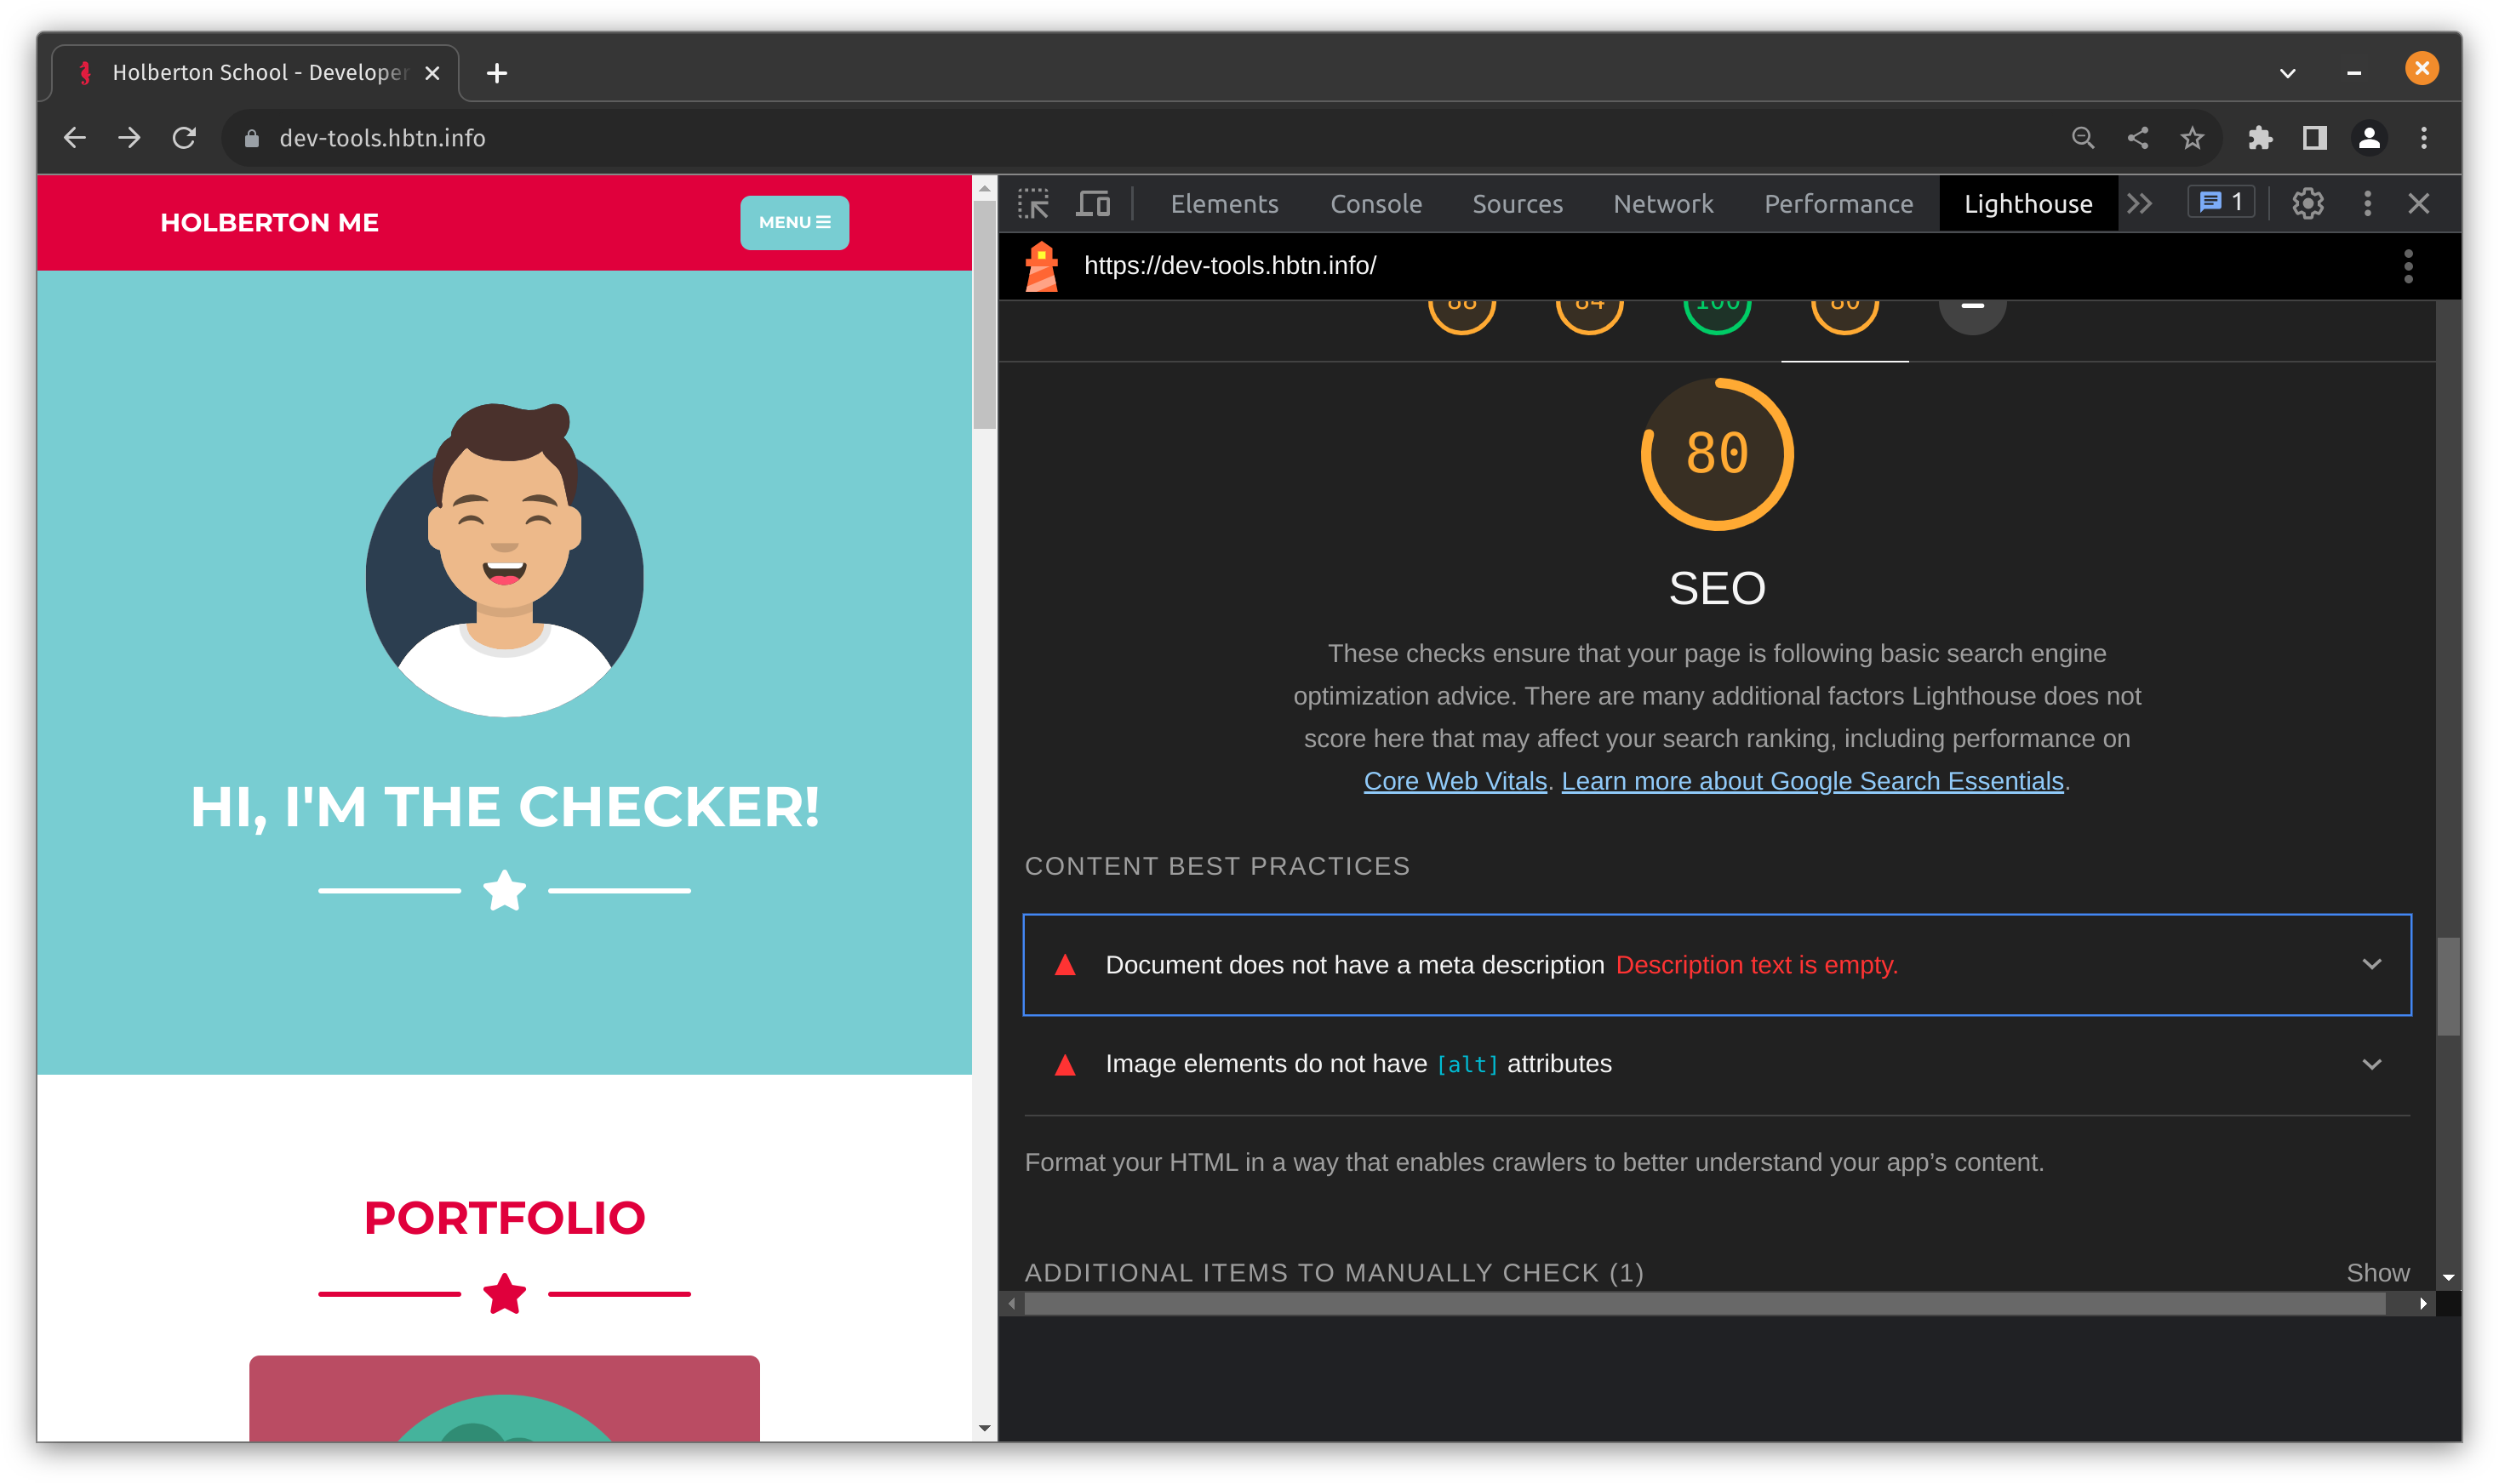 Holberton School - Developer
dev-tools.hbtn.info
HOLBERTON ME
MENU
HI, I'M THE CHECKER!
PORTFOLIO
Elements Console Sources Network Performance Lighthouse 1
https://dev-tools.hbtn.info/
88 84 100 80
80
SEO
These checks ensure that your page is following basic search engine
optimization advice. There are many additional factors Lighthouse does not
score here that may affect your search ranking, including performance on
Core Web Vitals. Learn more about Google Search Essentials.
CONTENT BEST PRACTICES
Document does not have a meta description Description text is empty.
Image elements do not have [alt] attributes
Format your HTML in a way that enables crawlers to better understand your app’s content.
ADDITIONAL ITEMS TO MANUALLY CHECK (1) Show